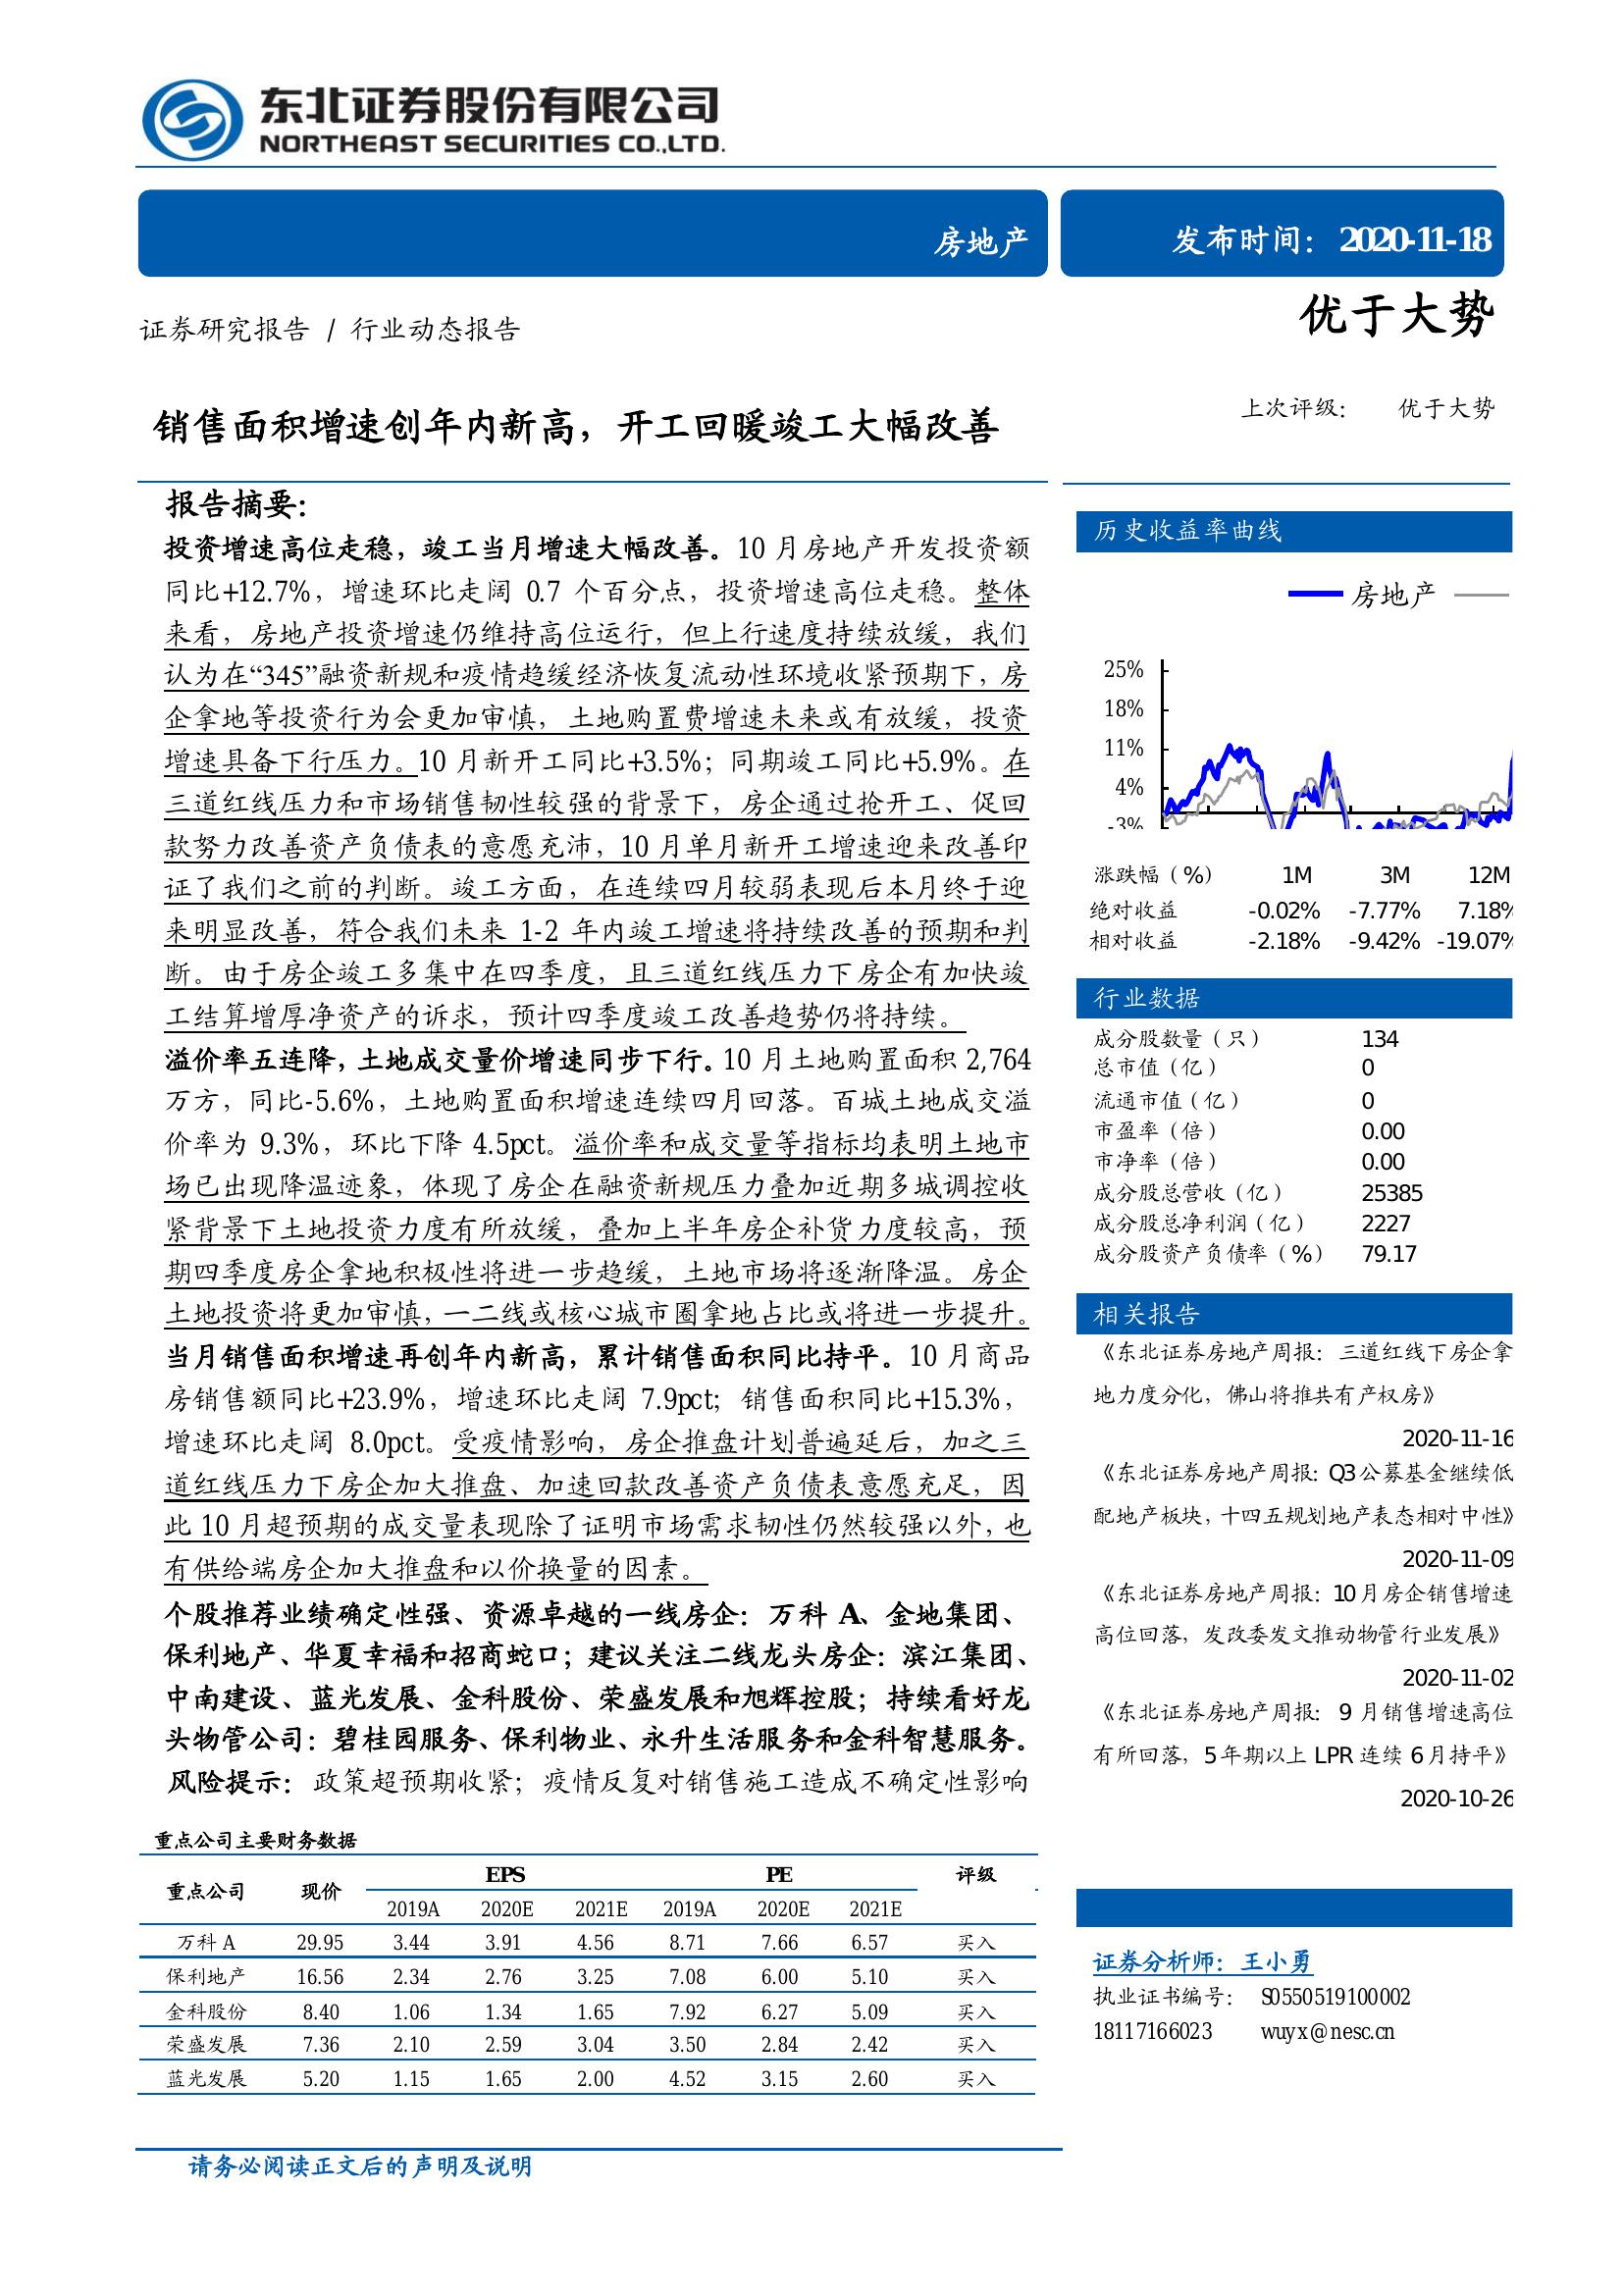 东北证券股份有限公司
NORTHEAST SECURITIES CO.,LTD.
房地产
发布时间：2020-11-18
证券研究报告 / 行业动态报告
优于大势
上次评级： 优于大势
销售面积增速创年内新高，开工回暖竣工大幅改善
报告摘要：
投资增速高位走稳，竣工当月增速大幅改善。10 月房地产开发投资额
同比+12.7%，增速环比走阔 0.7 个百分点，投资增速高位走稳。整体
来看，房地产投资增速仍维持高位运行，但上行速度持续放缓，我们
认为在“345”融资新规和疫情趋缓经济恢复流动性环境收紧预期下，房
企拿地等投资行为会更加审慎，土地购置费增速未来或有放缓，投资
增速具备下行压力。10 月新开工同比+3.5%；同期竣工同比+5.9%。在
三道红线压力和市场销售韧性较强的背景下，房企通过抢开工、促回
款努力改善资产负债表的意愿充沛，10 月单月新开工增速迎来改善印
证了我们之前的判断。竣工方面，在连续四月较弱表现后本月终于迎
来明显改善，符合我们未来 1-2 年内竣工增速将持续改善的预期和判
断。由于房企竣工多集中在四季度，且三道红线压力下房企有加快竣
工结算增厚净资产的诉求，预计四季度竣工改善趋势仍将持续。
溢价率五连降，土地成交量价增速同步下行。10 月土地购置面积 2,764
万方，同比-5.6%，土地购置面积增速连续四月回落。百城土地成交溢
价率为 9.3%，环比下降 4.5pct。溢价率和成交量等指标均表明土地市
场已出现降温迹象，体现了房企在融资新规压力叠加近期多城调控收
紧背景下土地投资力度有所放缓，叠加上半年房企补货力度较高，预
期四季度房企拿地积极性将进一步趋缓，土地市场将逐渐降温。房企
土地投资将更加审慎，一二线或核心城市圈拿地占比或将进一步提升。
当月销售面积增速再创年内新高，累计销售面积同比持平。10 月商品
房销售额同比+23.9%，增速环比走阔 7.9pct；销售面积同比+15.3%，
增速环比走阔 8.0pct。受疫情影响，房企推盘计划普遍延后，加之三
道红线压力下房企加大推盘、加速回款改善资产负债表意愿充足，因
此 10 月超预期的成交量表现除了证明市场需求韧性仍然较强以外，也
有供给端房企加大推盘和以价换量的因素。
个股推荐业绩确定性强、资源卓越的一线房企：万科 A、金地集团、
保利地产、华夏幸福和招商蛇口；建议关注二线龙头房企：滨江集团、
中南建设、蓝光发展、金科股份、荣盛发展和旭辉控股；持续看好龙
头物管公司：碧桂园服务、保利物业、永升生活服务和金科智慧服务。
风险提示：政策超预期收紧；疫情反复对销售施工造成不确定性影响
重点公司主要财务数据
重点公司 现价 EPS PE 评级
2019A 2020E 2021E 2019A 2020E 2021E
万科 A 29.95 3.44 3.91 4.56 8.71 7.66 6.57 买入
保利地产 16.56 2.34 2.76 3.25 7.08 6.00 5.10 买入
金科股份 8.40 1.06 1.34 1.65 7.92 6.27 5.09 买入
荣盛发展 7.36 2.10 2.59 3.04 3.50 2.84 2.42 买入
蓝光发展 5.20 1.15 1.65 2.00 4.52 3.15 2.60 买入
历史收益率曲线
房地产
25%
18%
11%
4%
-3%
涨跌幅（%） 1M 3M 12M
绝对收益 -0.02% -7.77% 7.18%
相对收益 -2.18% -9.42% -19.07%
行业数据
成分股数量（只） 134
总市值（亿） 0
流通市值（亿） 0
市盈率（倍） 0.00
市净率（倍） 0.00
成分股总营收（亿） 25385
成分股总净利润（亿） 2227
成分股资产负债率（%） 79.17
相关报告
《东北证券房地产周报：三道红线下房企拿
地力度分化，佛山将推共有产权房》
2020-11-16
《东北证券房地产周报：Q3 公募基金继续低
配地产板块，十四五规划地产表态相对中性》
2020-11-09
《东北证券房地产周报：10 月房企销售增速
高位回落，发改委发文推动物管行业发展》
2020-11-02
《东北证券房地产周报： 9 月销售增速高位
有所回落，5 年期以上 LPR 连续 6 月持平》
2020-10-26
证券分析师：王小勇
执业证书编号： S0550519100002
18117166023 wuyx@nesc.cn
请务必阅读正文后的声明及说明